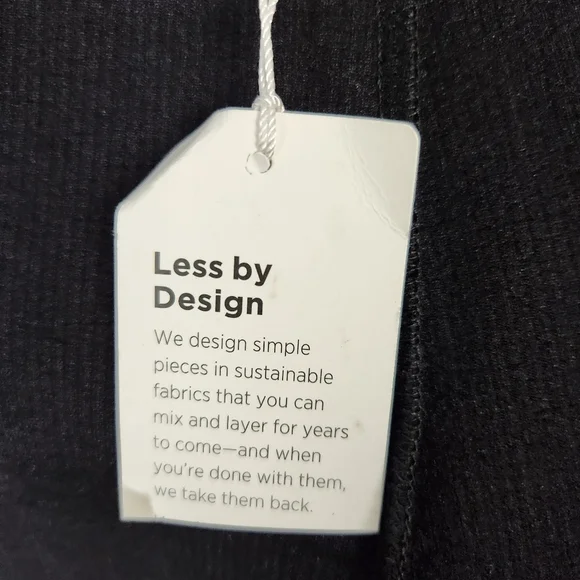 Less by
Design
We design simple
pieces in sustainable
fabrics that you can
mix and layer for years
to come—and when
you're done with them,
we take them back.